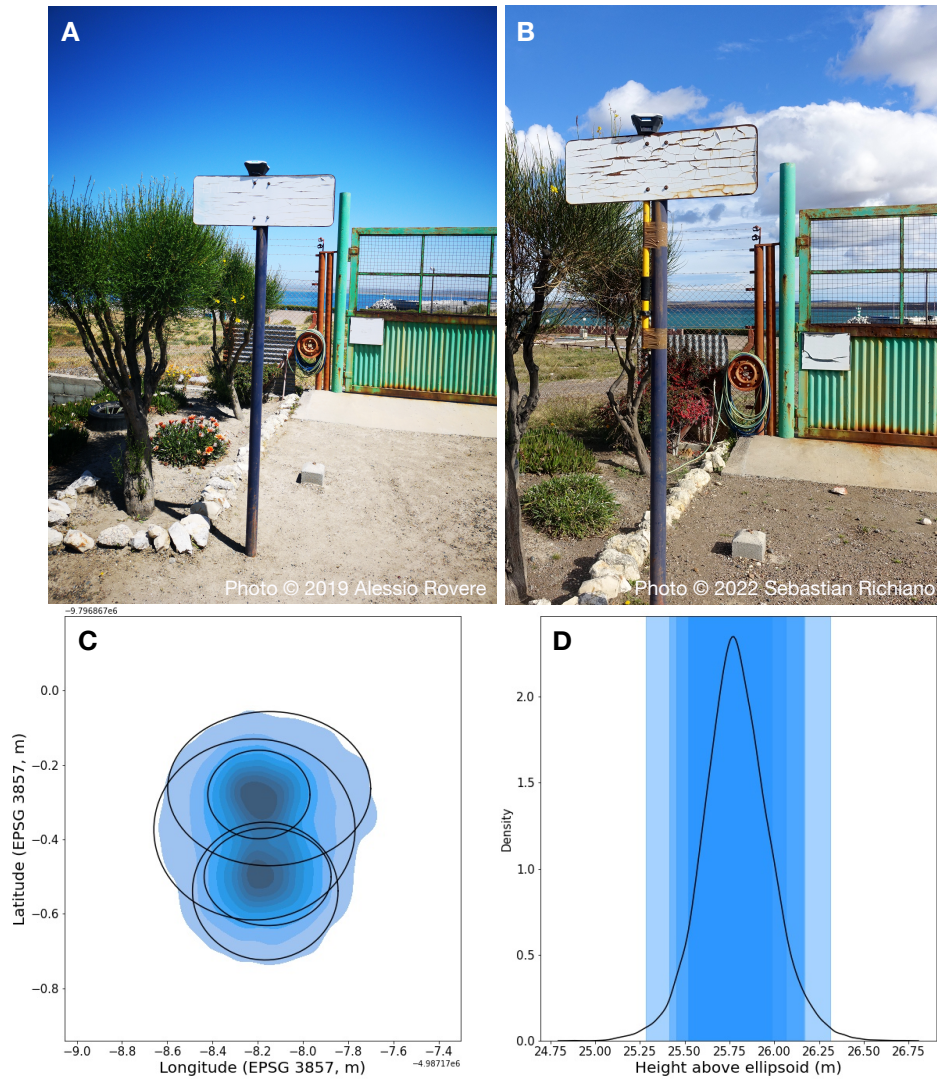 A
B
Photo © 2019 Alessio Rovere
Photo © 2022 Sebastian Richiano
−9.796867e6
C
Latitude (EPSG 3857, m)
0.0
−0.2
−0.4
−0.6
−0.8
−9.0
−8.8
−8.6
−8.4
−8.2
−8.0
−7.8
−7.6
−7.4
Longitude (EPSG 3857, m)
−4.98717e6
D
Density
2.0
1.5
1.0
0.5
0.0
24.75
25.00
25.25
25.50
25.75
26.00
26.25
26.50
26.75
Height above ellipsoid (m)